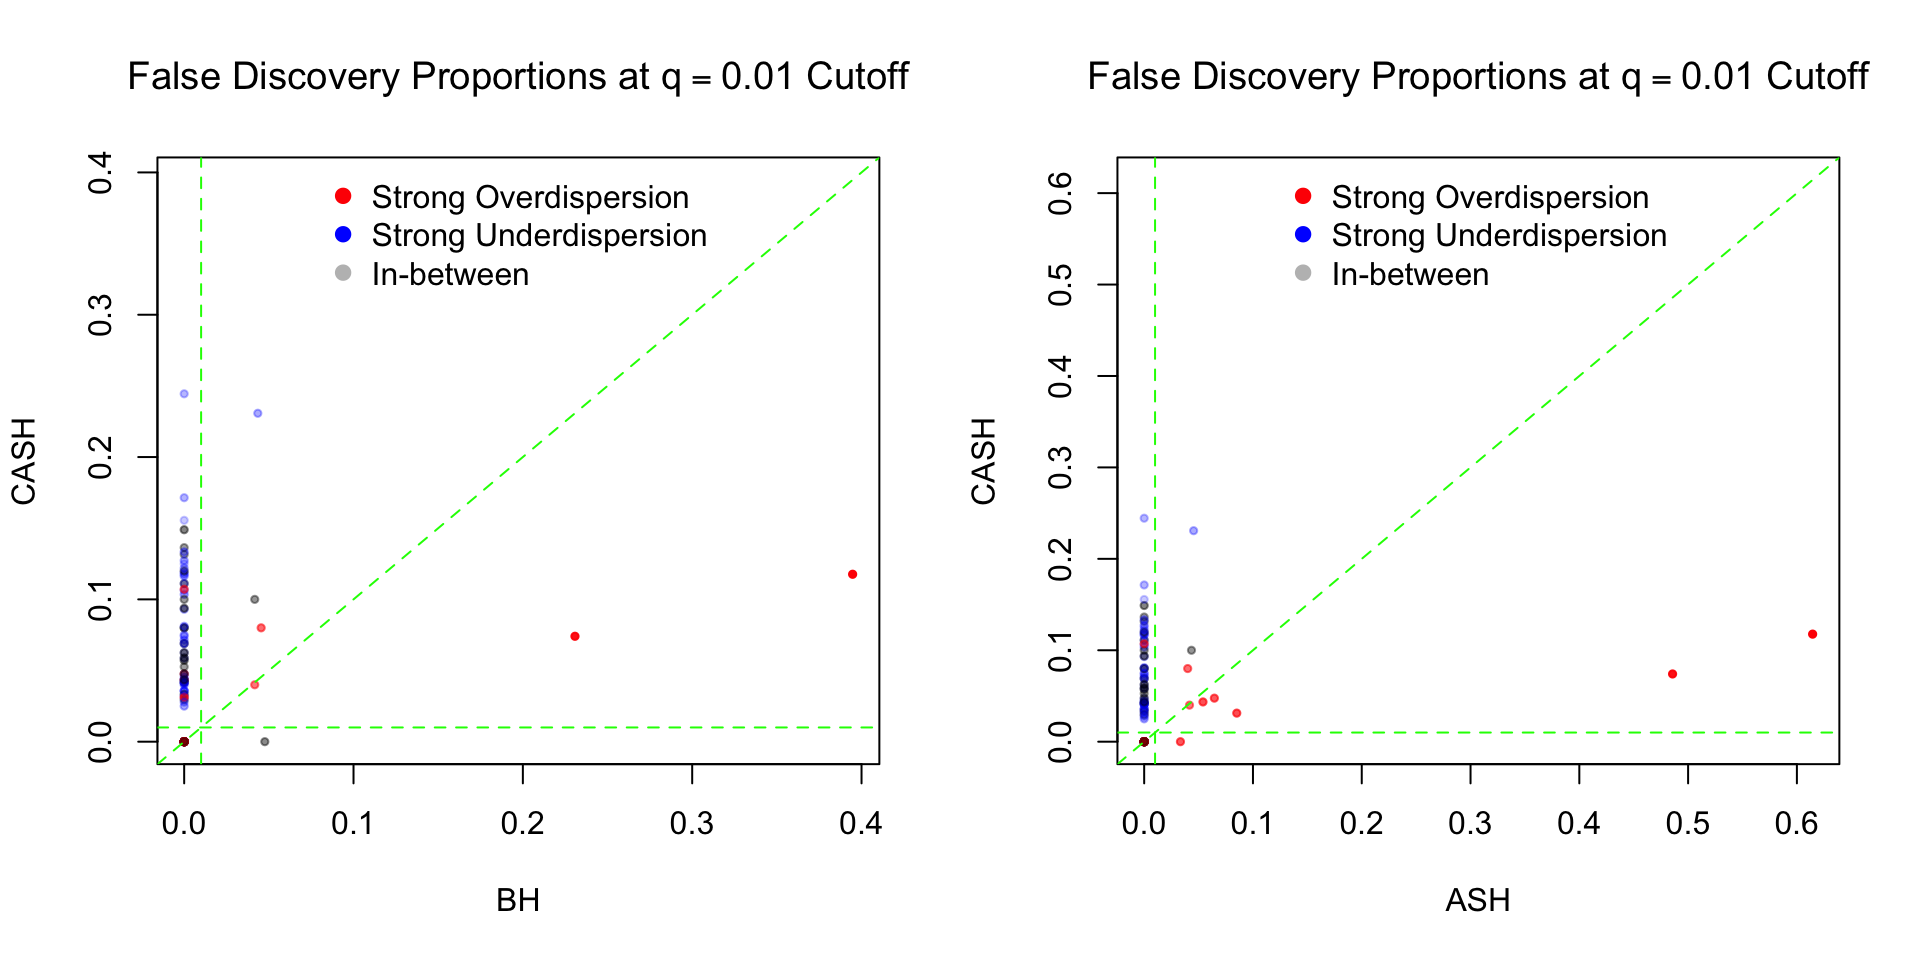 False Discovery Proportions at q = 0.01 Cutoff
CASH
0.4
0.3
0.2
0.1
0.0
Strong Overdispersion
Strong Underdispersion
In-between
0.0 0.1 0.2 0.3 0.4
BH
False Discovery Proportions at q = 0.01 Cutoff
CASH
0.6
0.5
0.4
0.3
0.2
0.1
0.0
Strong Overdispersion
Strong Underdispersion
In-between
0.0 0.1 0.2 0.3 0.4 0.5 0.6
ASH